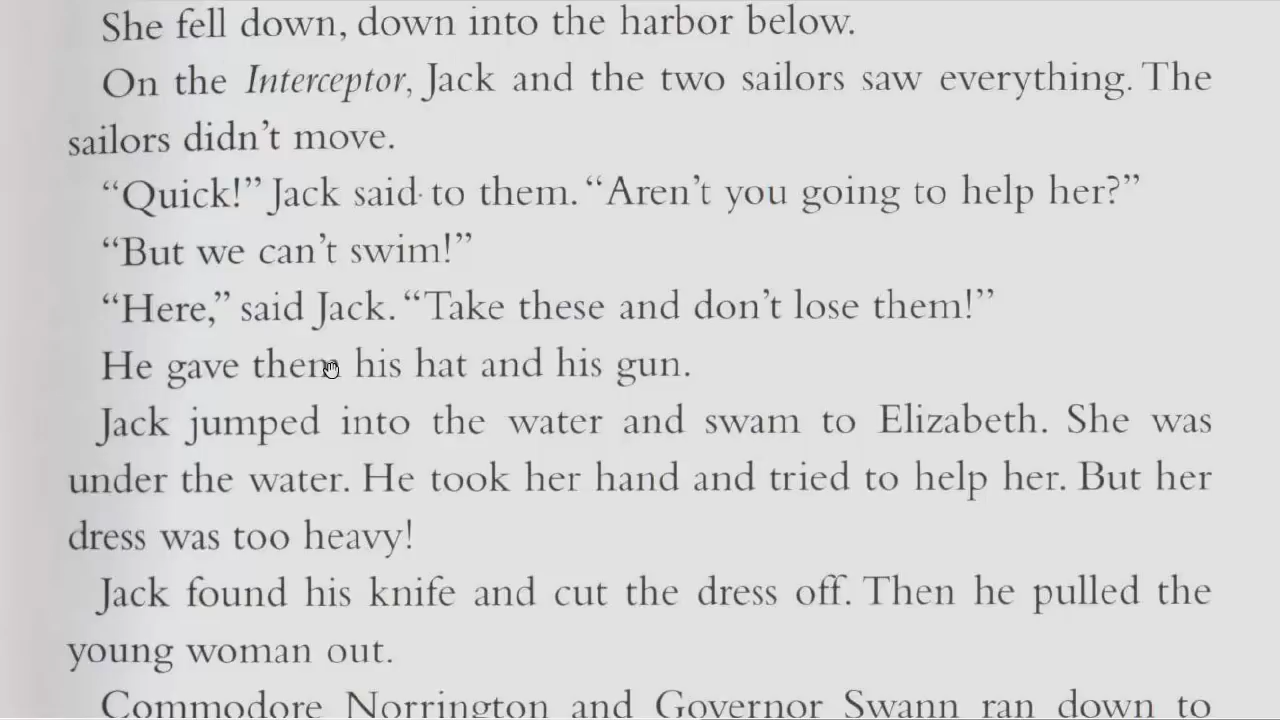 She fell down, down into the harbor below.
On the Interceptor, Jack and the two sailors saw everything. The
sailors didn't move.
“Quick!” Jack said to them. “Aren't you going to help her?”
“But we can't swim!”
“Here,” said Jack. “Take these and don't lose them!”
He gave them his hat and his gun.
Jack jumped into the water and swam to Elizabeth. She was
under the water. He took her hand and tried to help her. But her
dress was too heavy!
Jack found his knife and cut the dress off. Then he pulled the
young woman out.
Commodore Norrington and Governor Swann ran down to